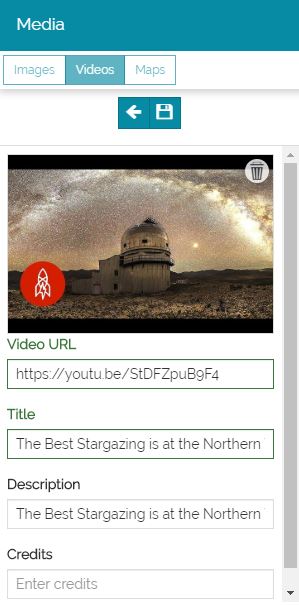 Media
Images Videos Maps
Video URL
https://youtu.be/StDFZpuB9F4
Title
The Best Stargazing is at the Northern
Description
The Best Stargazing is at the Northern
Credits
Enter credits